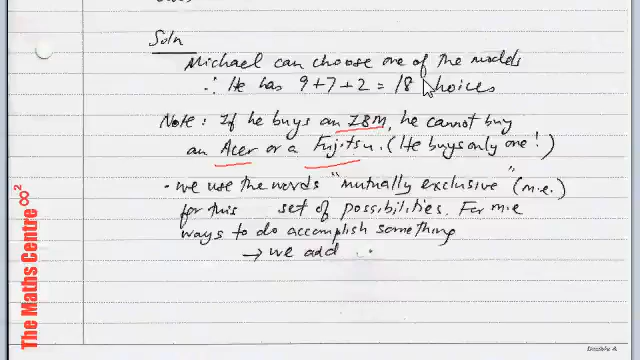 Soln
Michael can choose one of the models
∴ He has 9+7+2 = 18 choices
Note: If he buys an IBM, he cannot buy
an Acer or a Fujitsu. (He buys only one!)
• we use the words "mutually exclusive" (m.e.)
for this set of possibilities. For m.e
ways to do accomplish something
→ we add
The Maths Centre ∞²